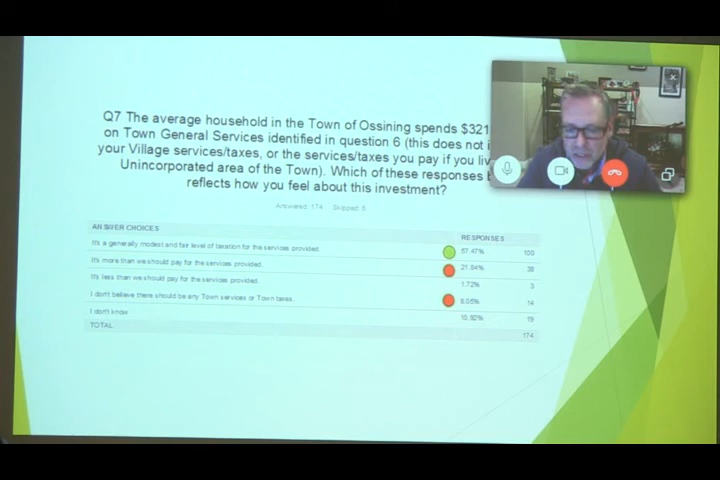 Q7 The average household in the Town of Ossining spends $321
on Town General Services identified in question 6 (this does not i
your Village services/taxes, or the services/taxes you pay if you liv
Unincorporated area of the Town). Which of these responses b
reflects how you feel about this investment?
Answered: 174 Skipped: 6
ANSWER CHOICES RESPONSES
It's a generally modest and fair level of taxation for the services provided. 57.47% 100
It's more than we should pay for the services provided. 21.84% 38
It's less than we should pay for the services provided. 1.72% 3
I don't believe there should be any Town services or Town taxes. 8.05% 14
I don't know 10.92% 19
TOTAL 174